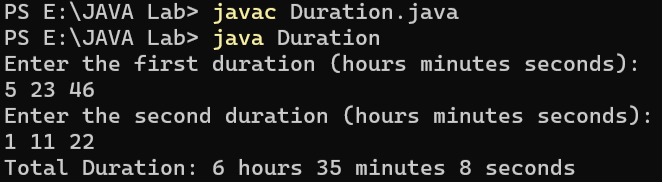 PS E:\JAVA Lab> javac Duration.java
PS E:\JAVA Lab> java Duration
Enter the first duration (hours minutes seconds):
5 23 46
Enter the second duration (hours minutes seconds):
1 11 22
Total Duration: 6 hours 35 minutes 8 seconds